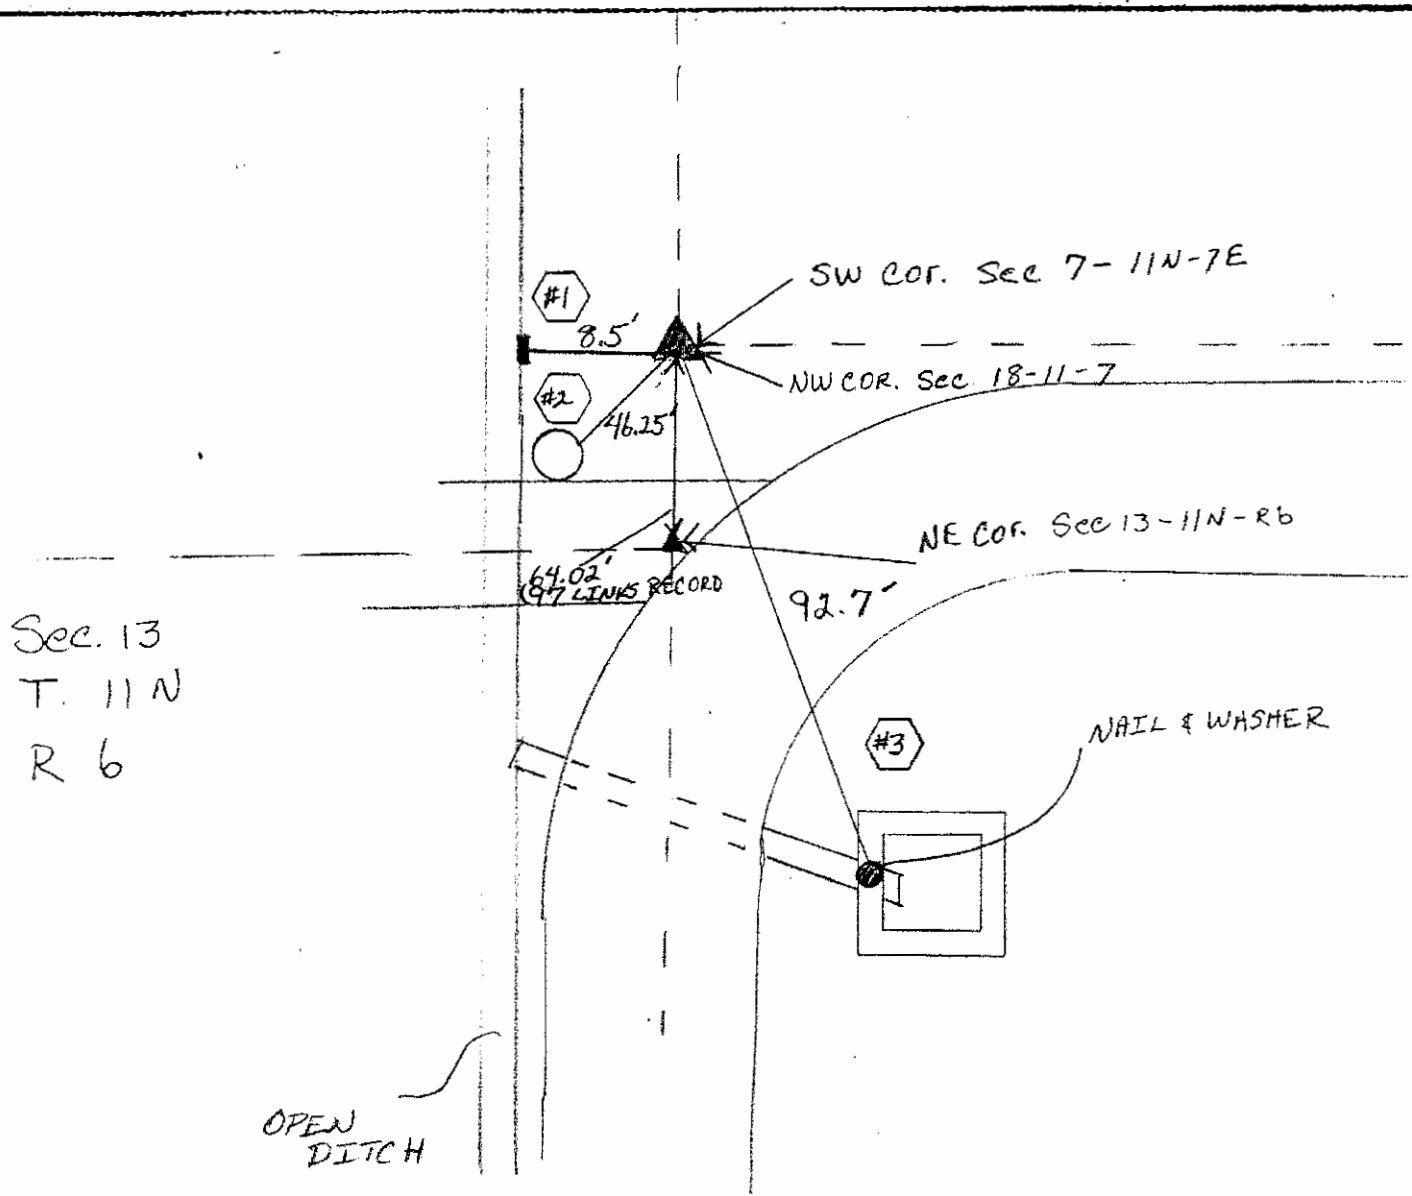 SW COR. Sec 7-11N-7E
#1
8.5'
NW COR. Sec 18-11-7
#2
46.25'
NE COR. Sec 13-11N-R6
64.02'
(97 LINKS RECORD
92.7'
Sec. 13
T. 11 N
R 6
#3
NAIL & WASHER
OPEN
DITCH